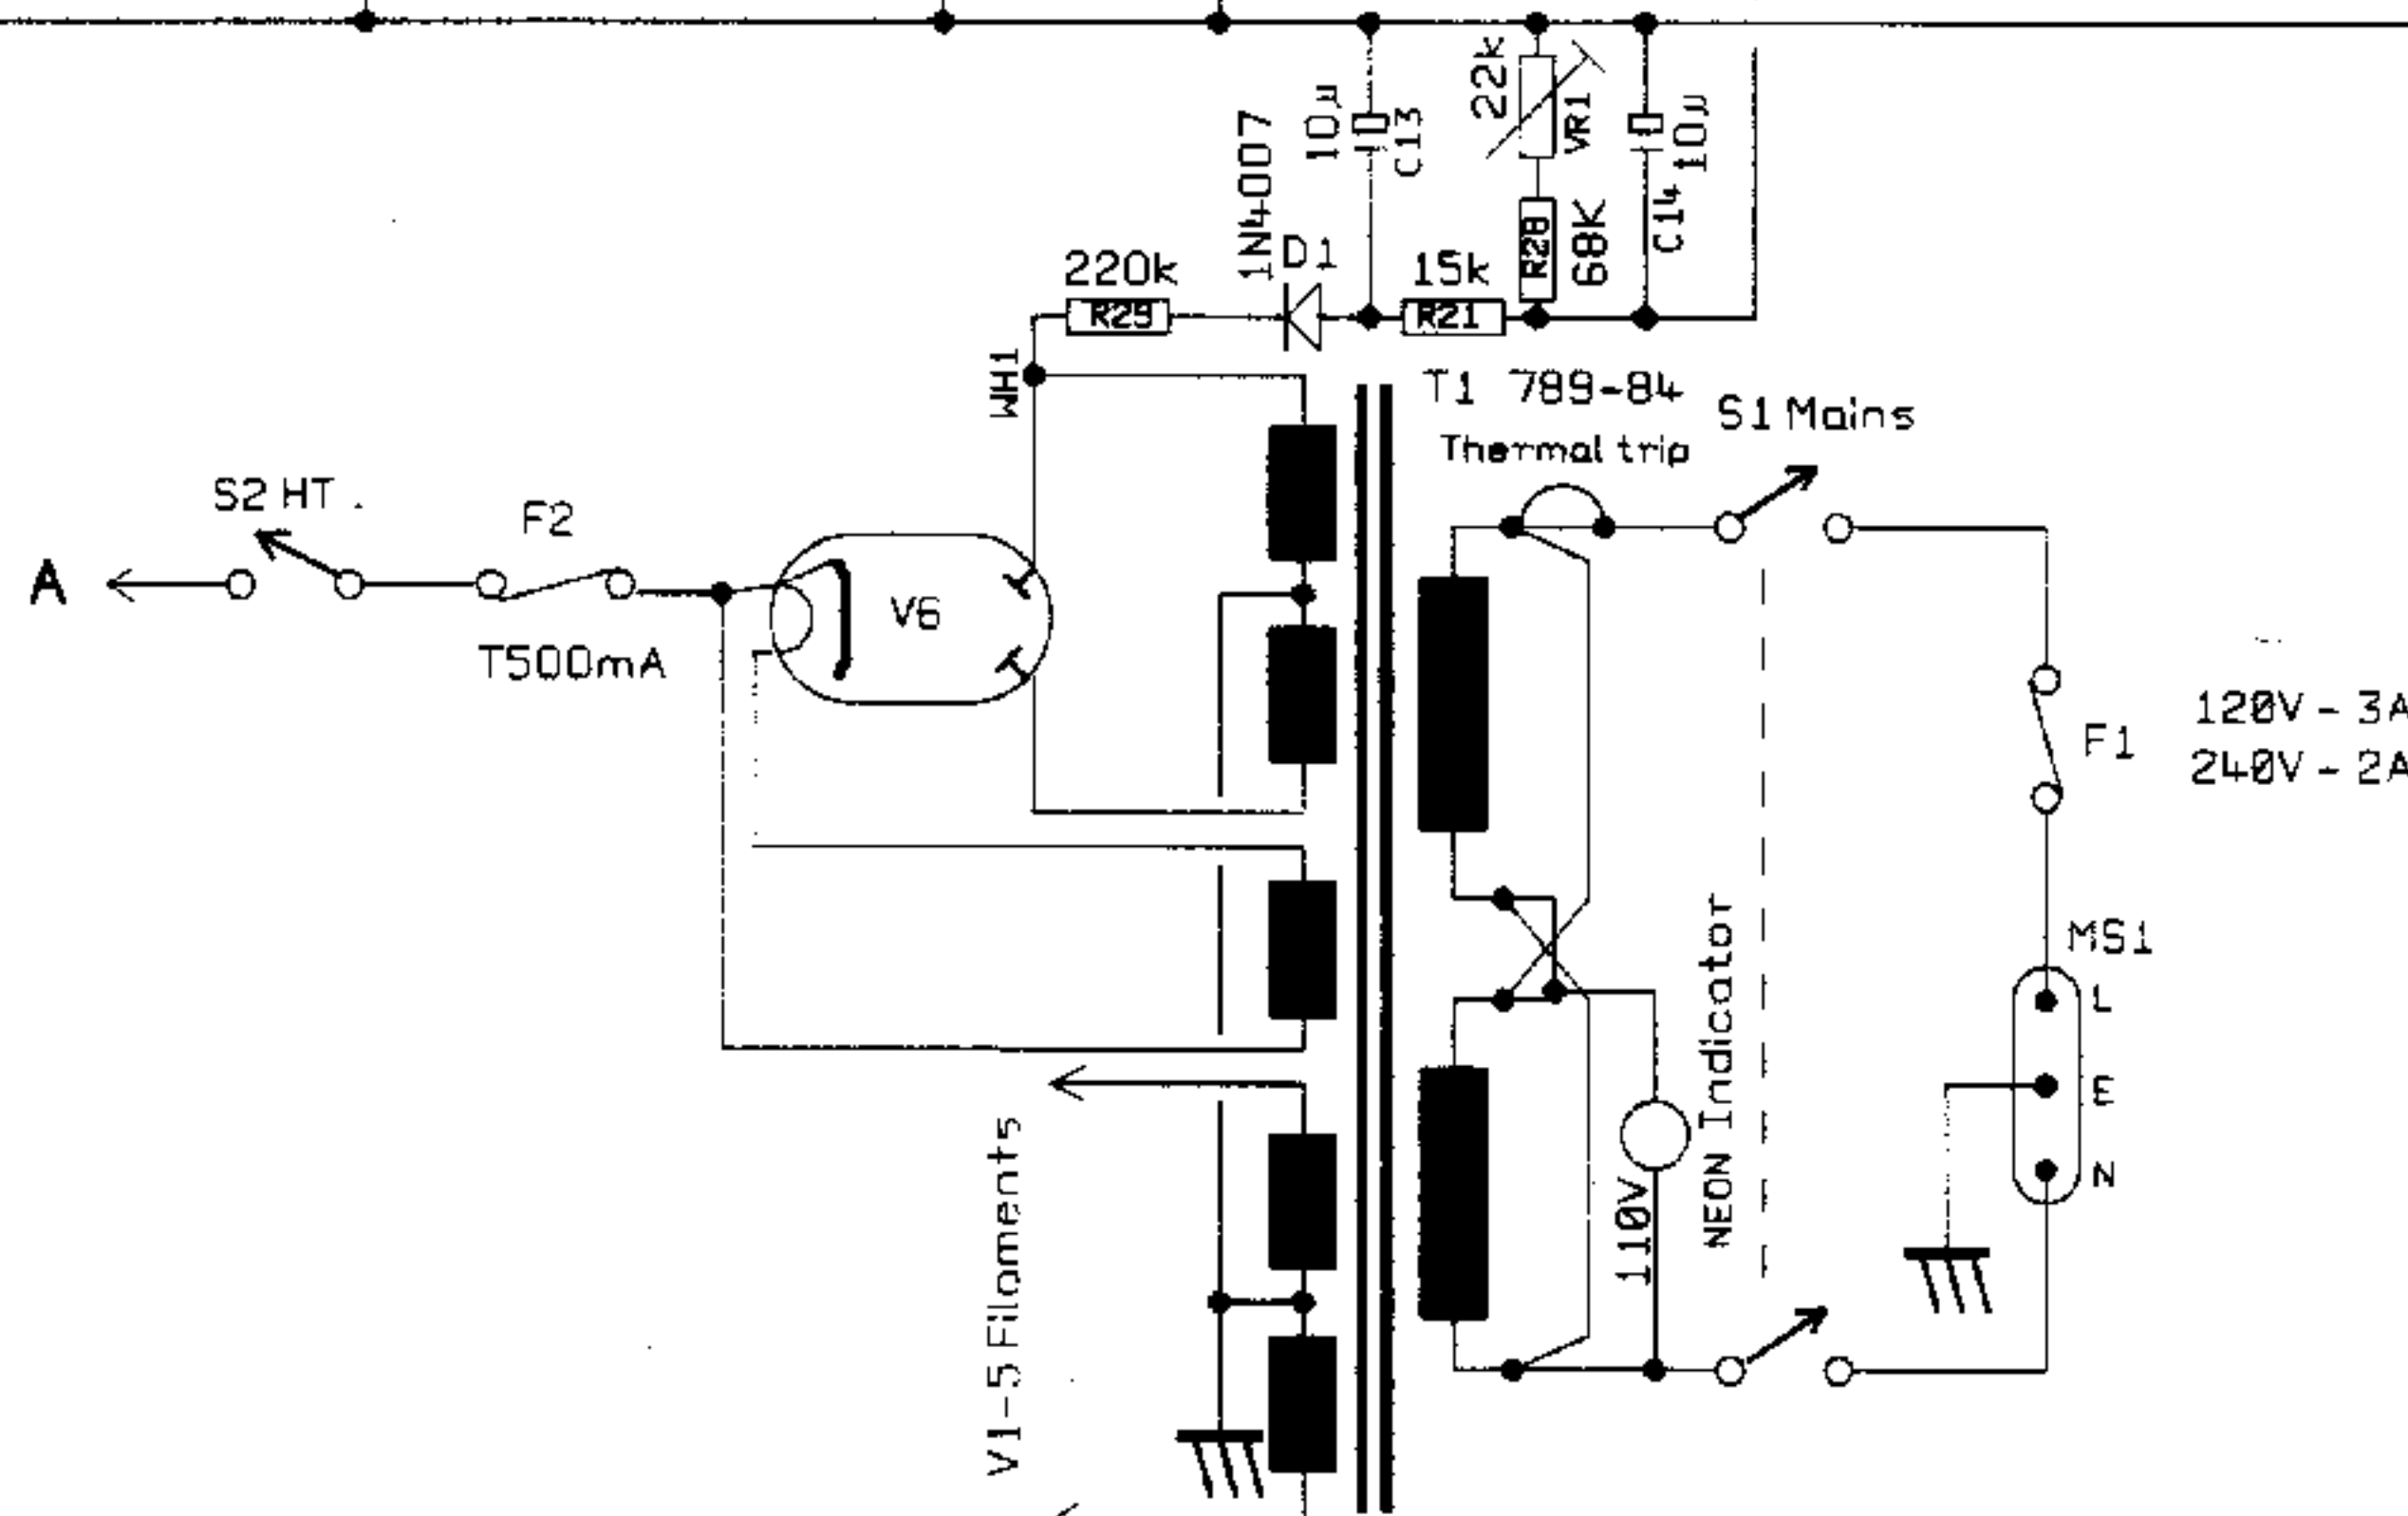 22k
VR1
10µ
C13
10µ
C14
1N4007
D1
220k
R29
15k
R21
R28
68K
WH1
T1 789-84
Thermal trip
S1 Mains
S2 HT .
F2
A
V6
T500mA
120V - 3A
240V - 2A
F1
MS1
L
E
N
NEON Indicator
110V
V1-5 Filaments